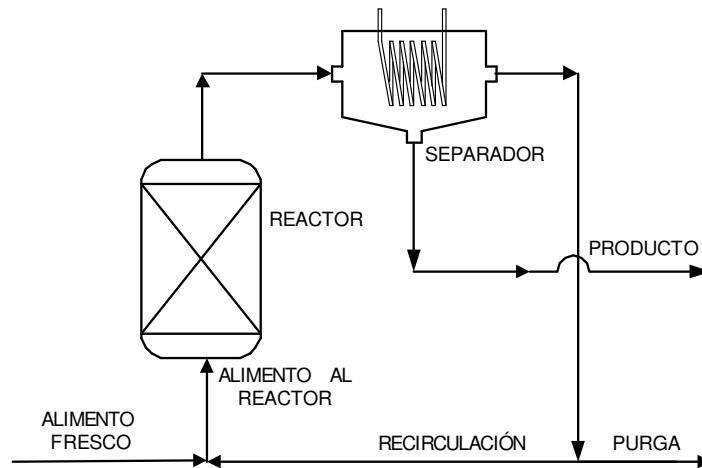 SEPARADOR
REACTOR
PRODUCTO
ALIMENTO AL
REACTOR
ALIMENTO
FRESCO
RECIRCULACIÓN
PURGA